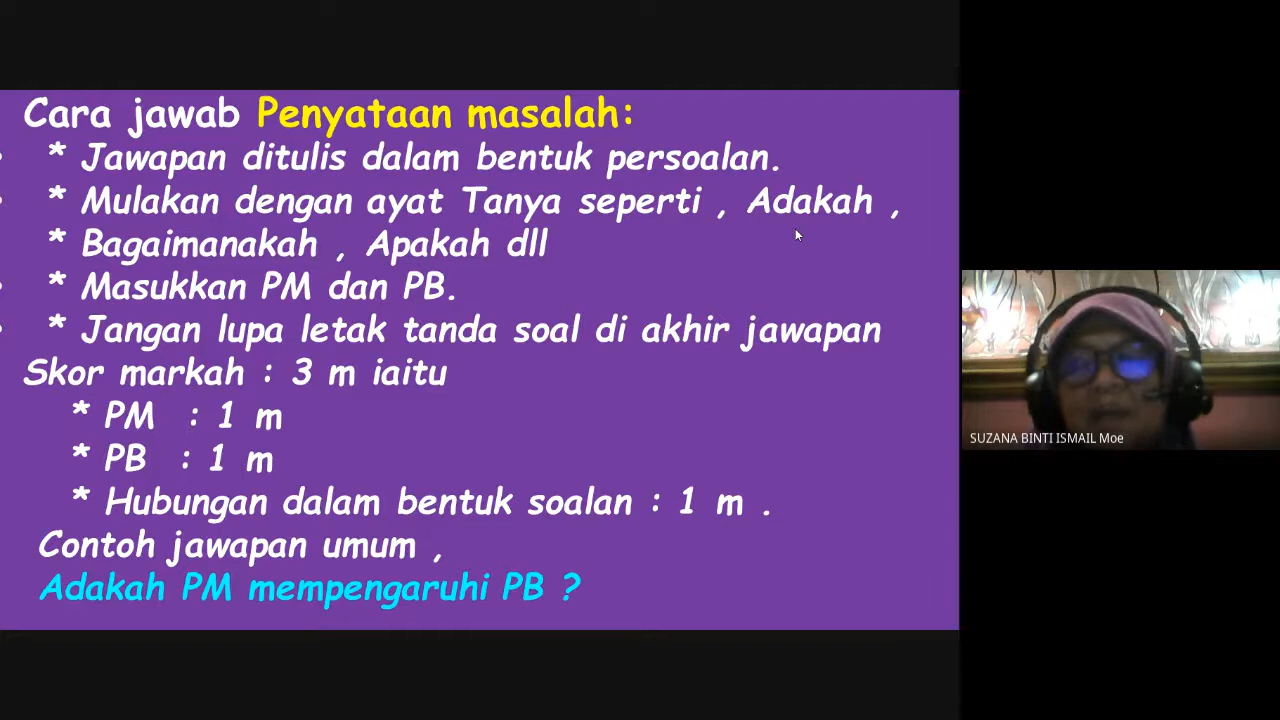 Cara jawab Penyataan masalah:
* Jawapan ditulis dalam bentuk persoalan.
* Mulakan dengan ayat Tanya seperti , Adakah ,
* Bagaimanakah , Apakah dll
* Masukkan PM dan PB.
* Jangan lupa letak tanda soal di akhir jawapan
Skor markah : 3 m iaitu
* PM : 1 m
* PB : 1 m
* Hubungan dalam bentuk soalan : 1 m .
Contoh jawapan umum ,
Adakah PM mempengaruhi PB ?
SUZANA BINTI ISMAIL Moe